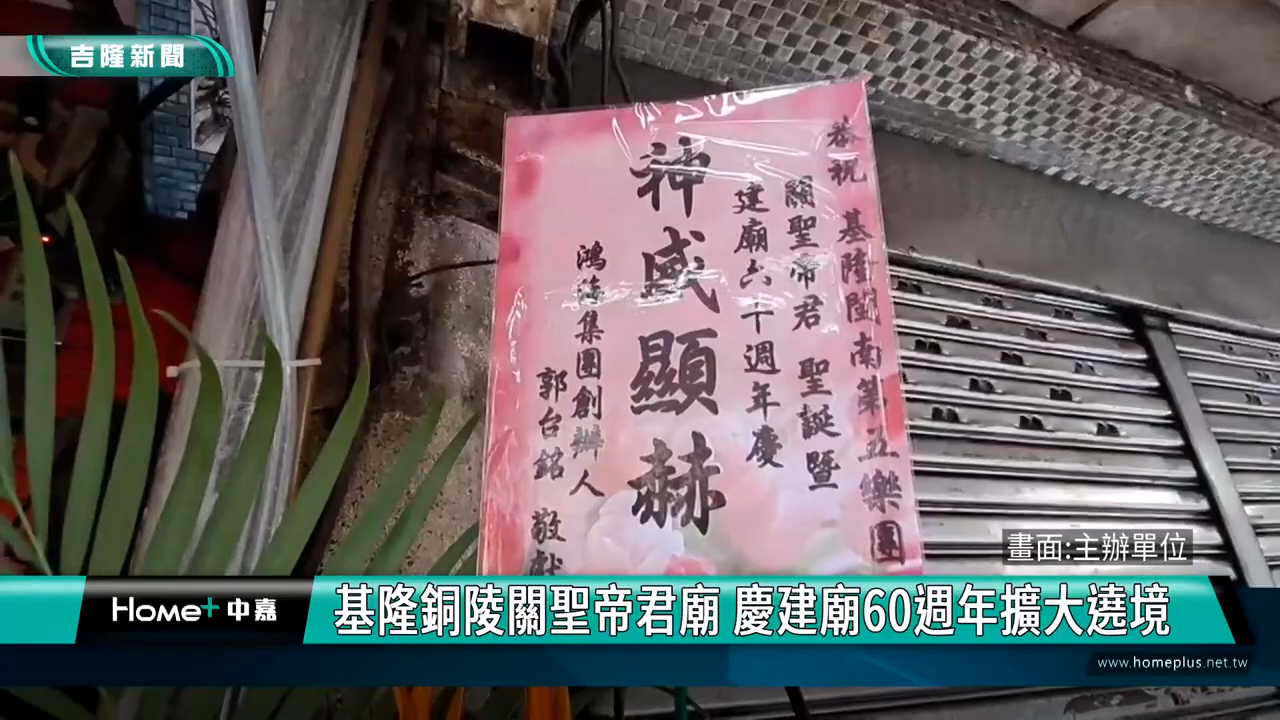 吉隆新聞
恭祝 基隆閩南第五樂團
關聖帝君 聖誕暨
建廟六十週年慶
神威顯赫
鴻海集團創辦人
郭台銘 敬獻
畫面:主辦單位
Home+ 中嘉
基隆銅陵關聖帝君廟 慶建廟60週年擴大遶境
www.homeplus.net.tw